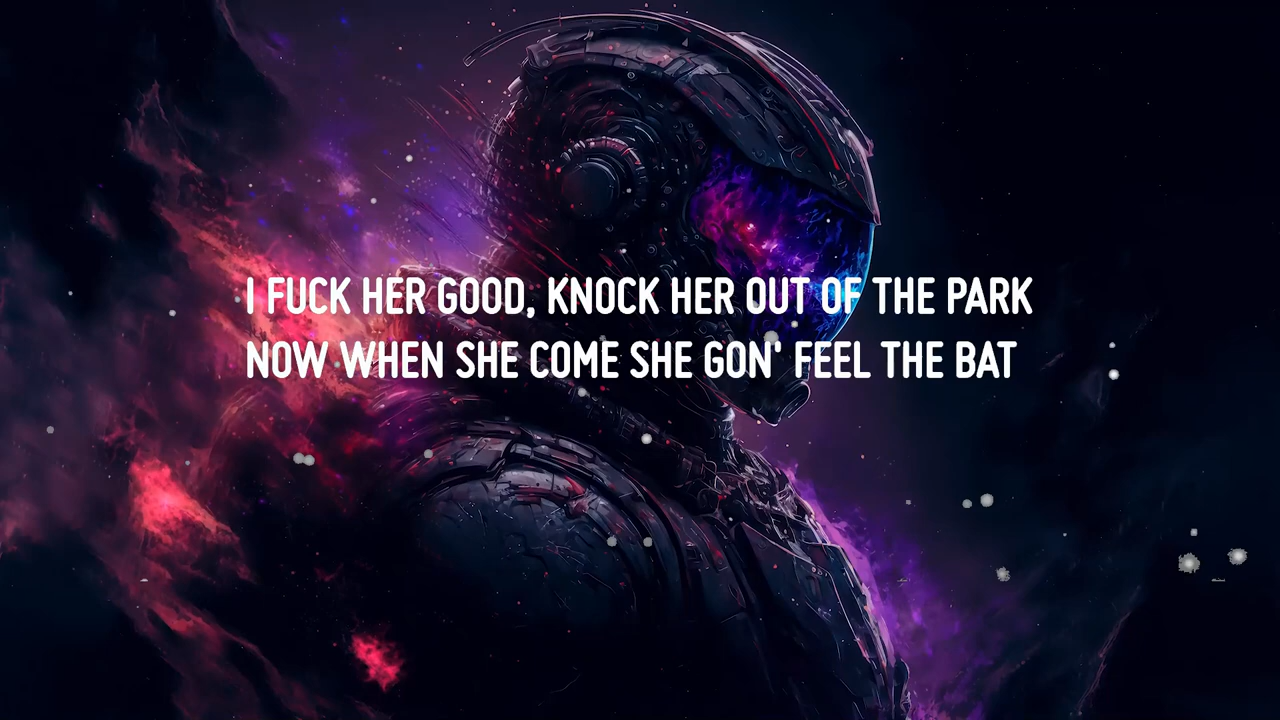 I FUCK HER GOOD, KNOCK HER OUT OF THE PARK
NOW WHEN SHE COME SHE GON' FEEL THE BAT